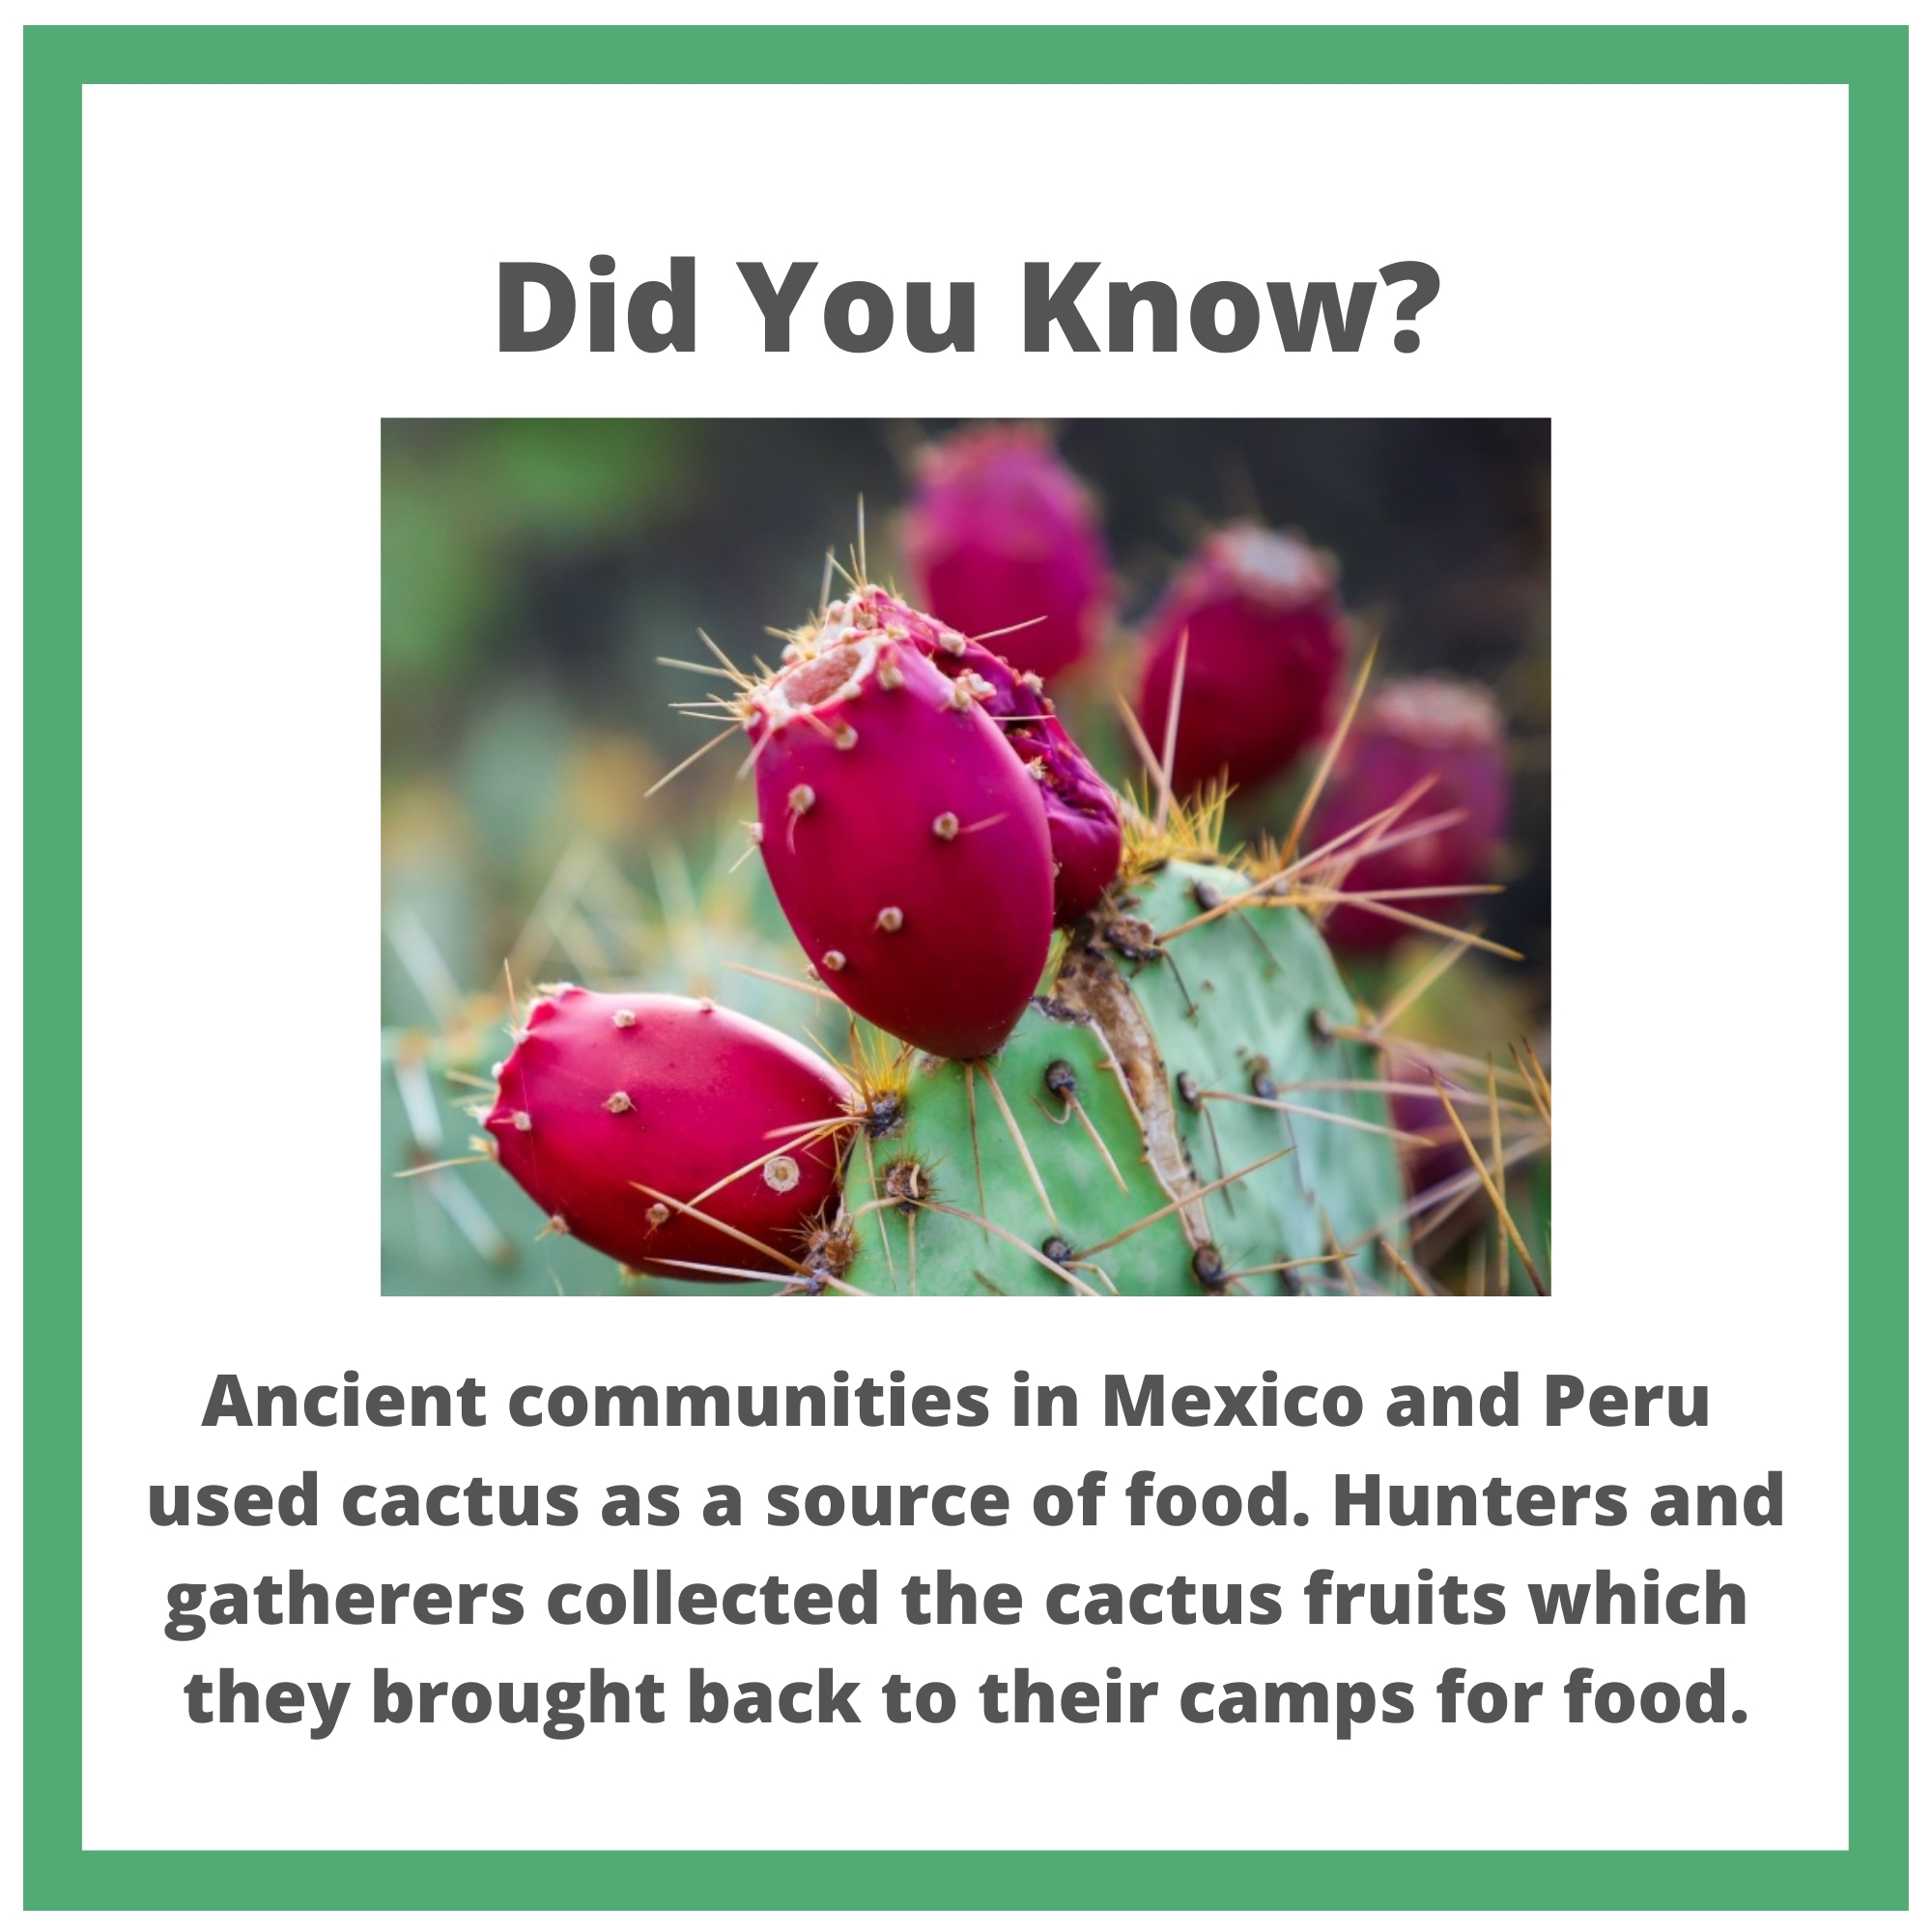 Did You Know?
Ancient communities in Mexico and Peru
used cactus as a source of food. Hunters and
gatherers collected the cactus fruits which
they brought back to their camps for food.